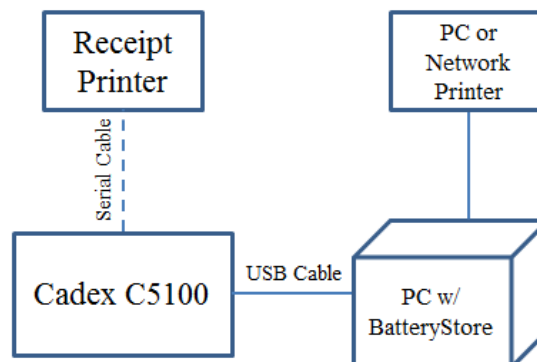 Receipt
Printer
PC or
Network
Printer
Serial Cable
Cadex C5100
USB Cable
PC w/
BatteryStore